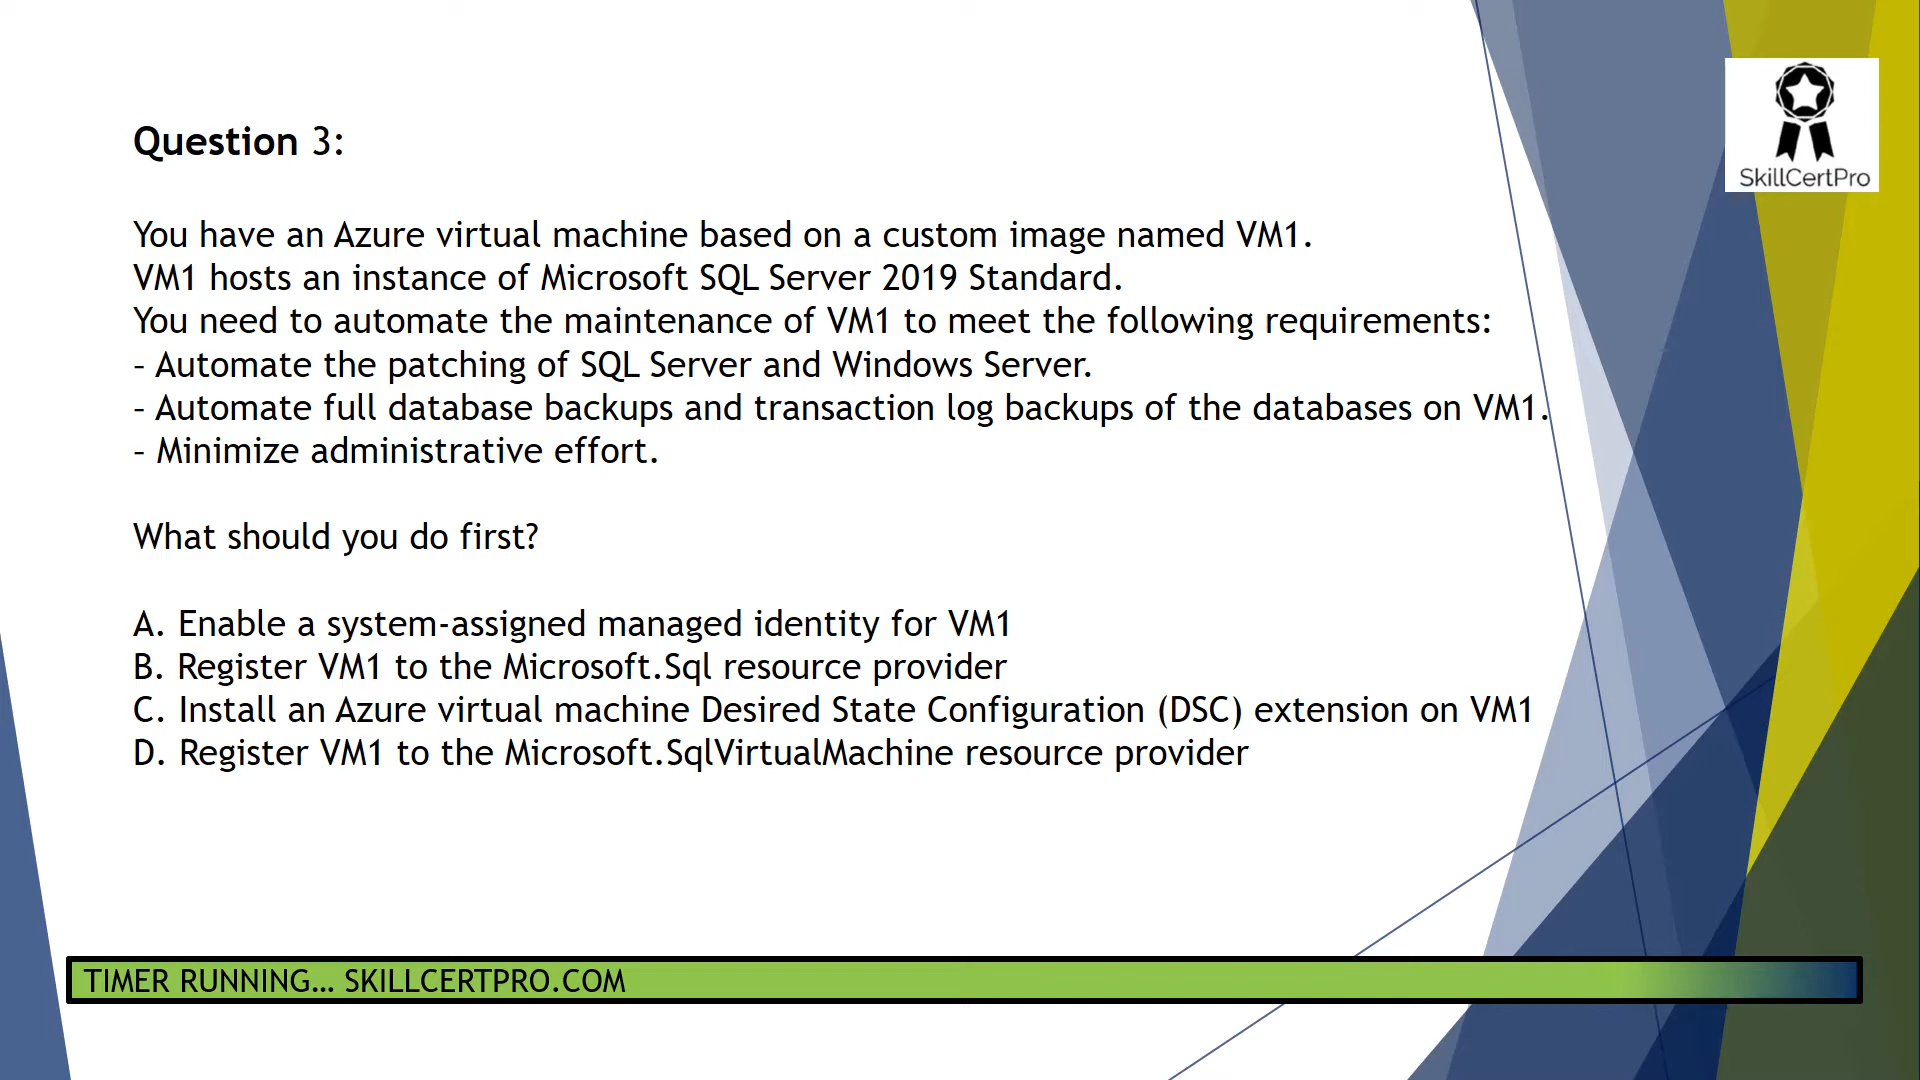 SkillCertPro
Question 3:
You have an Azure virtual machine based on a custom image named VM1.
VM1 hosts an instance of Microsoft SQL Server 2019 Standard.
You need to automate the maintenance of VM1 to meet the following requirements:
– Automate the patching of SQL Server and Windows Server.
– Automate full database backups and transaction log backups of the databases on VM1.
– Minimize administrative effort.
What should you do first?
A. Enable a system-assigned managed identity for VM1
B. Register VM1 to the Microsoft.Sql resource provider
C. Install an Azure virtual machine Desired State Configuration (DSC) extension on VM1
D. Register VM1 to the Microsoft.SqlVirtualMachine resource provider
TIMER RUNNING… SKILLCERTPRO.COM